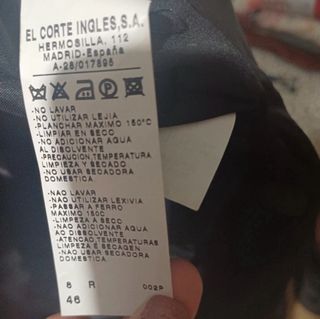 EL CORTE INGLES,S.A.
HERMOSILLA, 112
MADRID-España
A-28/017895
P
-NO LAVAR
-NO UTILIZAR LEJIA
-PLANCHAR MAXIMO 150ºC
-LIMPIAR EN SECO
-NO ADICIONAR AGUA
AL DISOLVENTE
-PRECAUCION,TEMPERATURAS
LIMPIEZA Y SECADO
-NO USAR SECADORA
DOMESTICA
-NAO LAVAR
-NAO UTILIZAR LEXIVIA
-PASSAR A FERRO
MAXIMO 150C
-LIMPEZA A SECO
-NAO ADICIONAR AGUA
AO DISSOLVENTE
-ATENCAO,TEMPERATURAS
LIMPEZA E SECAGEN
-NAO USAR SECADORA
DOMESTICA
6 R 002P
46